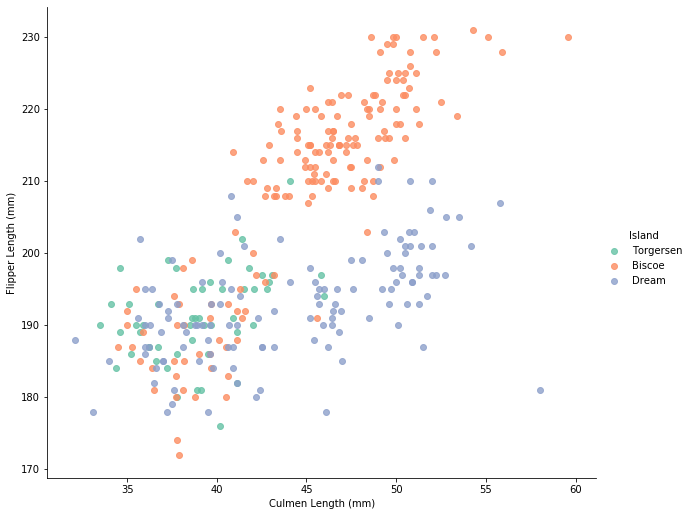 230
220
210
200
190
180
170
Flipper Length (mm)
35
40
45
50
55
60
Culmen Length (mm)
Island
Torgersen
Biscoe
Dream